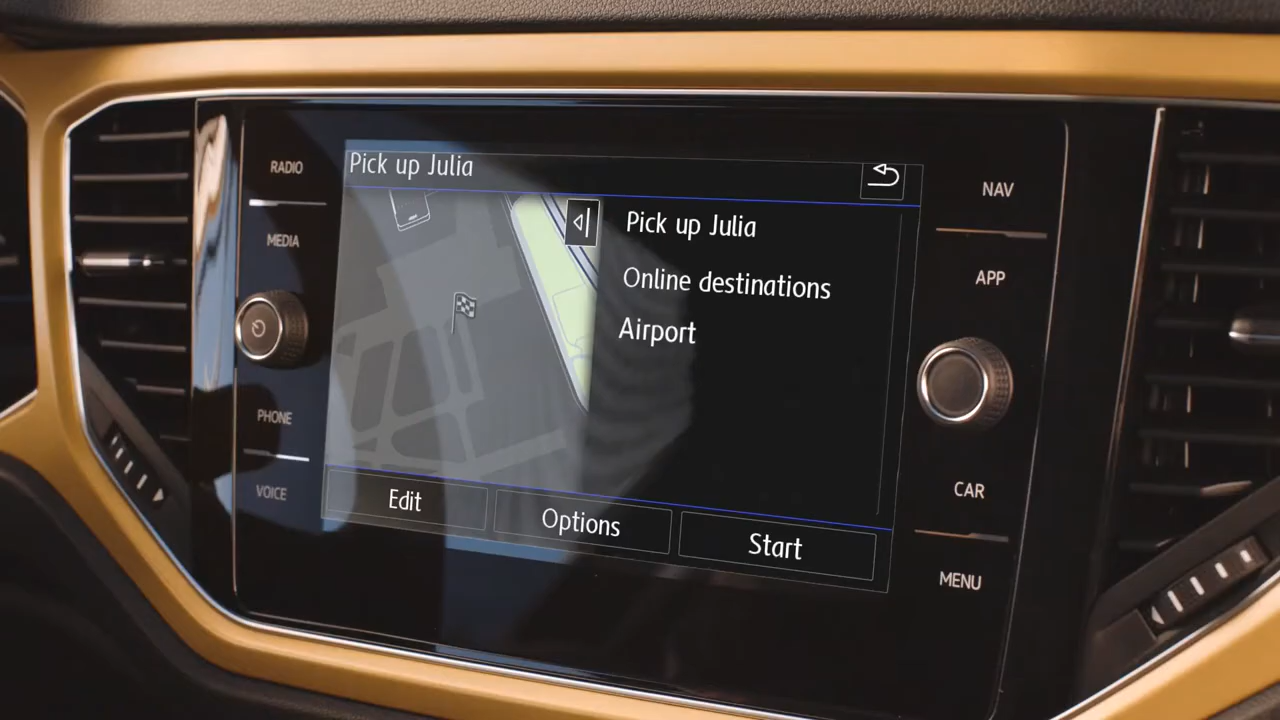 RADIO
MEDIA
PHONE
VOICE
Pick up Julia
Pick up Julia
Online destinations
Airport
Edit
Options
Start
NAV
APP
CAR
MENU